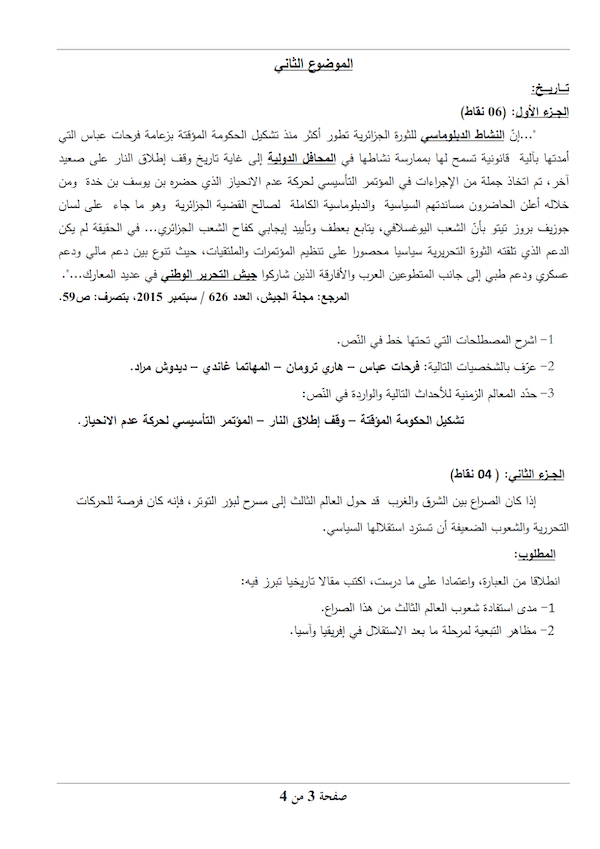 الموضوع الثاني
تـاريـخ:
الجـزء الأول: (06 نقاط)
"...إنّ النشاط الدبلوماسي للثورة الجزائرية تطور أكثر منذ تشكيل الحكومة المؤقتة بزعامة فرحات عباس التي
أمدتها بآلية قانونية تسمح لها بممارسة نشاطها في المحافل الدولية إلى غاية تاريخ وقف إطلاق النار على صعيد
آخر، تم اتخاذ جملة من الإجراءات في المؤتمر التأسيسي لحركة عدم الانحياز الذي حضره بن يوسف بن خدة ومن
خلاله أعلن الحاضرون مساندتهم السياسية والدبلوماسية الكاملة لصالح القضية الجزائرية وهو ما جاء على لسان
جوزيف بروز تيتو بأنّ الشعب اليوغسلافي، يتابع بعطف وتأييد إيجابي كفاح الشعب الجزائري... في الحقيقة لم يكن
الدعم الذي تلقته الثورة التحريرية سياسيا محصورا على تنظيم المؤتمرات والملتقيات، حيث تنوع بين دعم مالي ودعم
عسكري ودعم طبي إلى جانب المتطوعين العرب والأفارقة الذين شاركوا جيش التحرير الوطني في عديد المعارك...".
المرجع: مجلة الجيش، العدد 626 / سبتمبر 2015، بتصرف: ص59.
1- اشرح المصطلحات التي تحتها خط في النّص.
2- عرّف بالشخصيات التالية: فرحات عباس – هاري ترومان – المهاتما غاندي – ديدوش مراد.
3- حدّد المعالم الزمنية للأحداث التالية والواردة في النّص:
تشكيل الحكومة المؤقتة – وقف إطلاق النار – المؤتمر التأسيسي لحركة عدم الانحياز.
الجـزء الثاني: ( 04 نقاط)
إذا كان الصراع بين الشرق والغرب قد حول العالم الثالث إلى مسرح لبؤر التوتر، فإنه كان فرصة للحركات
التحررية والشعوب الضعيفة أن تسترد استقلالها السياسي.
المطلوب:
انطلاقا من العبارة، واعتمادا على ما درست، اكتب مقالا تاريخيا تبرز فيه:
1- مدى استفادة شعوب العالم الثالث من هذا الصراع.
2- مظاهر التبعية لمرحلة ما بعد الاستقلال في إفريقيا وآسيا.
صفحة 3 من 4